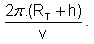 2π.(R_T + h)
v .